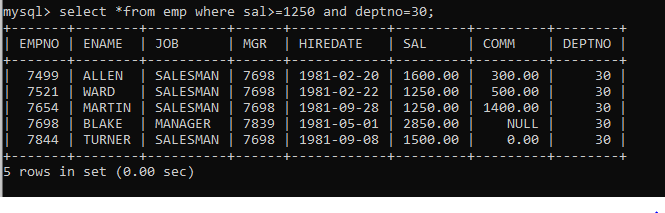 mysql> select *from emp where sal>=1250 and deptno=30;
+-------+--------+----------+------+------------+---------+---------+--------+
| EMPNO | ENAME  | JOB      | MGR  | HIREDATE   | SAL     | COMM    | DEPTNO |
+-------+--------+----------+------+------------+---------+---------+--------+
|  7499 | ALLEN  | SALESMAN | 7698 | 1981-02-20 | 1600.00 |  300.00 |     30 |
|  7521 | WARD   | SALESMAN | 7698 | 1981-02-22 | 1250.00 |  500.00 |     30 |
|  7654 | MARTIN | SALESMAN | 7698 | 1981-09-28 | 1250.00 | 1400.00 |     30 |
|  7698 | BLAKE  | MANAGER  | 7839 | 1981-05-01 | 2850.00 |    NULL |     30 |
|  7844 | TURNER | SALESMAN | 7698 | 1981-09-08 | 1500.00 |    0.00 |     30 |
+-------+--------+----------+------+------------+---------+---------+--------+
5 rows in set (0.00 sec)